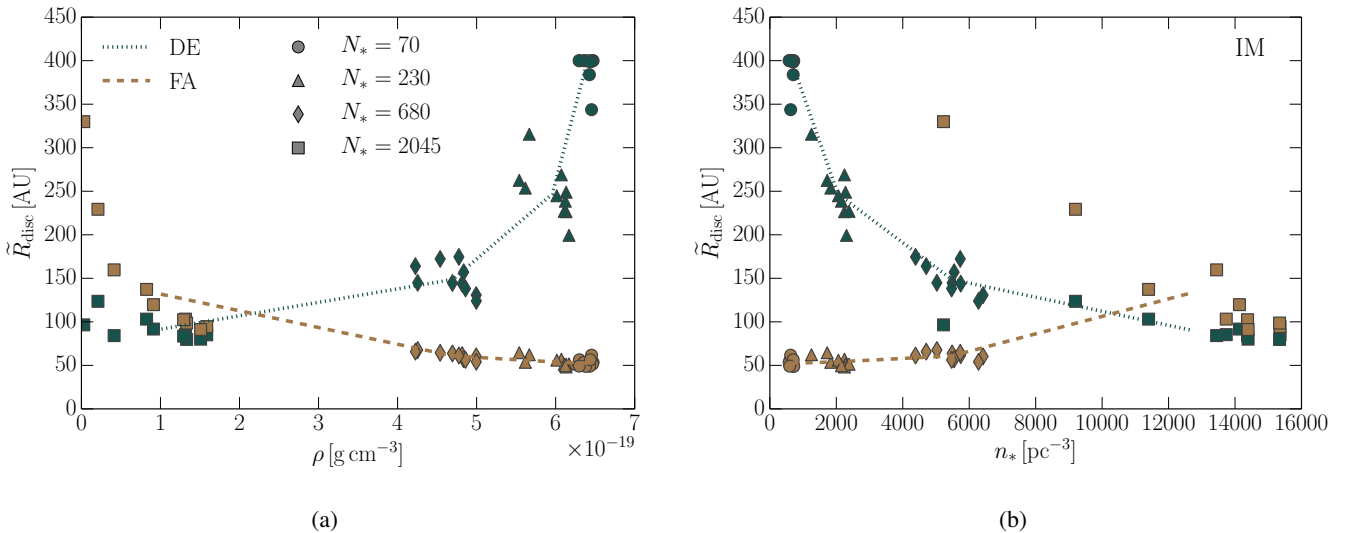 450
400
350
300
250
200
150
100
50
0
R̃_disc [AU]
DE
FA
N_* = 70
N_* = 230
N_* = 680
N_* = 2045
0 1 2 3 4 5 6 7
×10^−19
ρ [g cm^−3]
(a)
450
400
350
300
250
200
150
100
50
0
R̃_disc [AU]
IM
0 2000 4000 6000 8000 10000 12000 14000 16000
n_* [pc^−3]
(b)